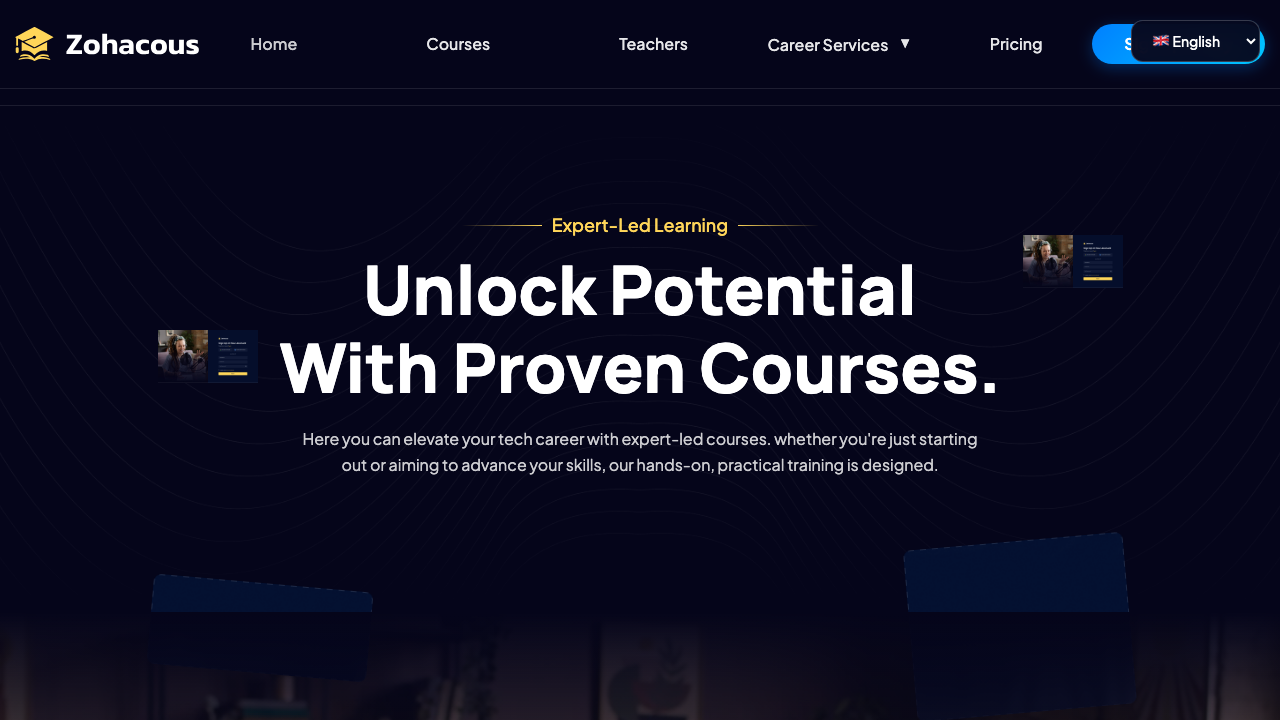 Zohacous
Home
Courses
Teachers
Career Services ▼
Pricing
S
🇬🇧 English
Expert-Led Learning
Unlock Potential
With Proven Courses.
Here you can elevate your tech career with expert-led courses. whether you're just starting
out or aiming to advance your skills, our hands-on, practical training is designed.